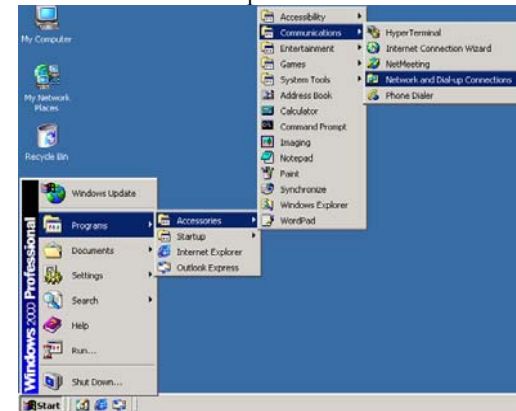 My Computer
My Network
Places
Recycle Bin
Accessibility
Communications
Entertainment
Games
System Tools
Address Book
Calculator
Command Prompt
Imaging
Notepad
Paint
Synchronize
Windows Explorer
WordPad
HyperTerminal
Internet Connection Wizard
NetMeeting
Network and Dial-up Connections
Phone Dialer
Windows Update
Programs
Documents
Settings
Search
Help
Run...
Shut Down...
Accessories
Startup
Internet Explorer
Outlook Express
Windows 2000 Professional
Start